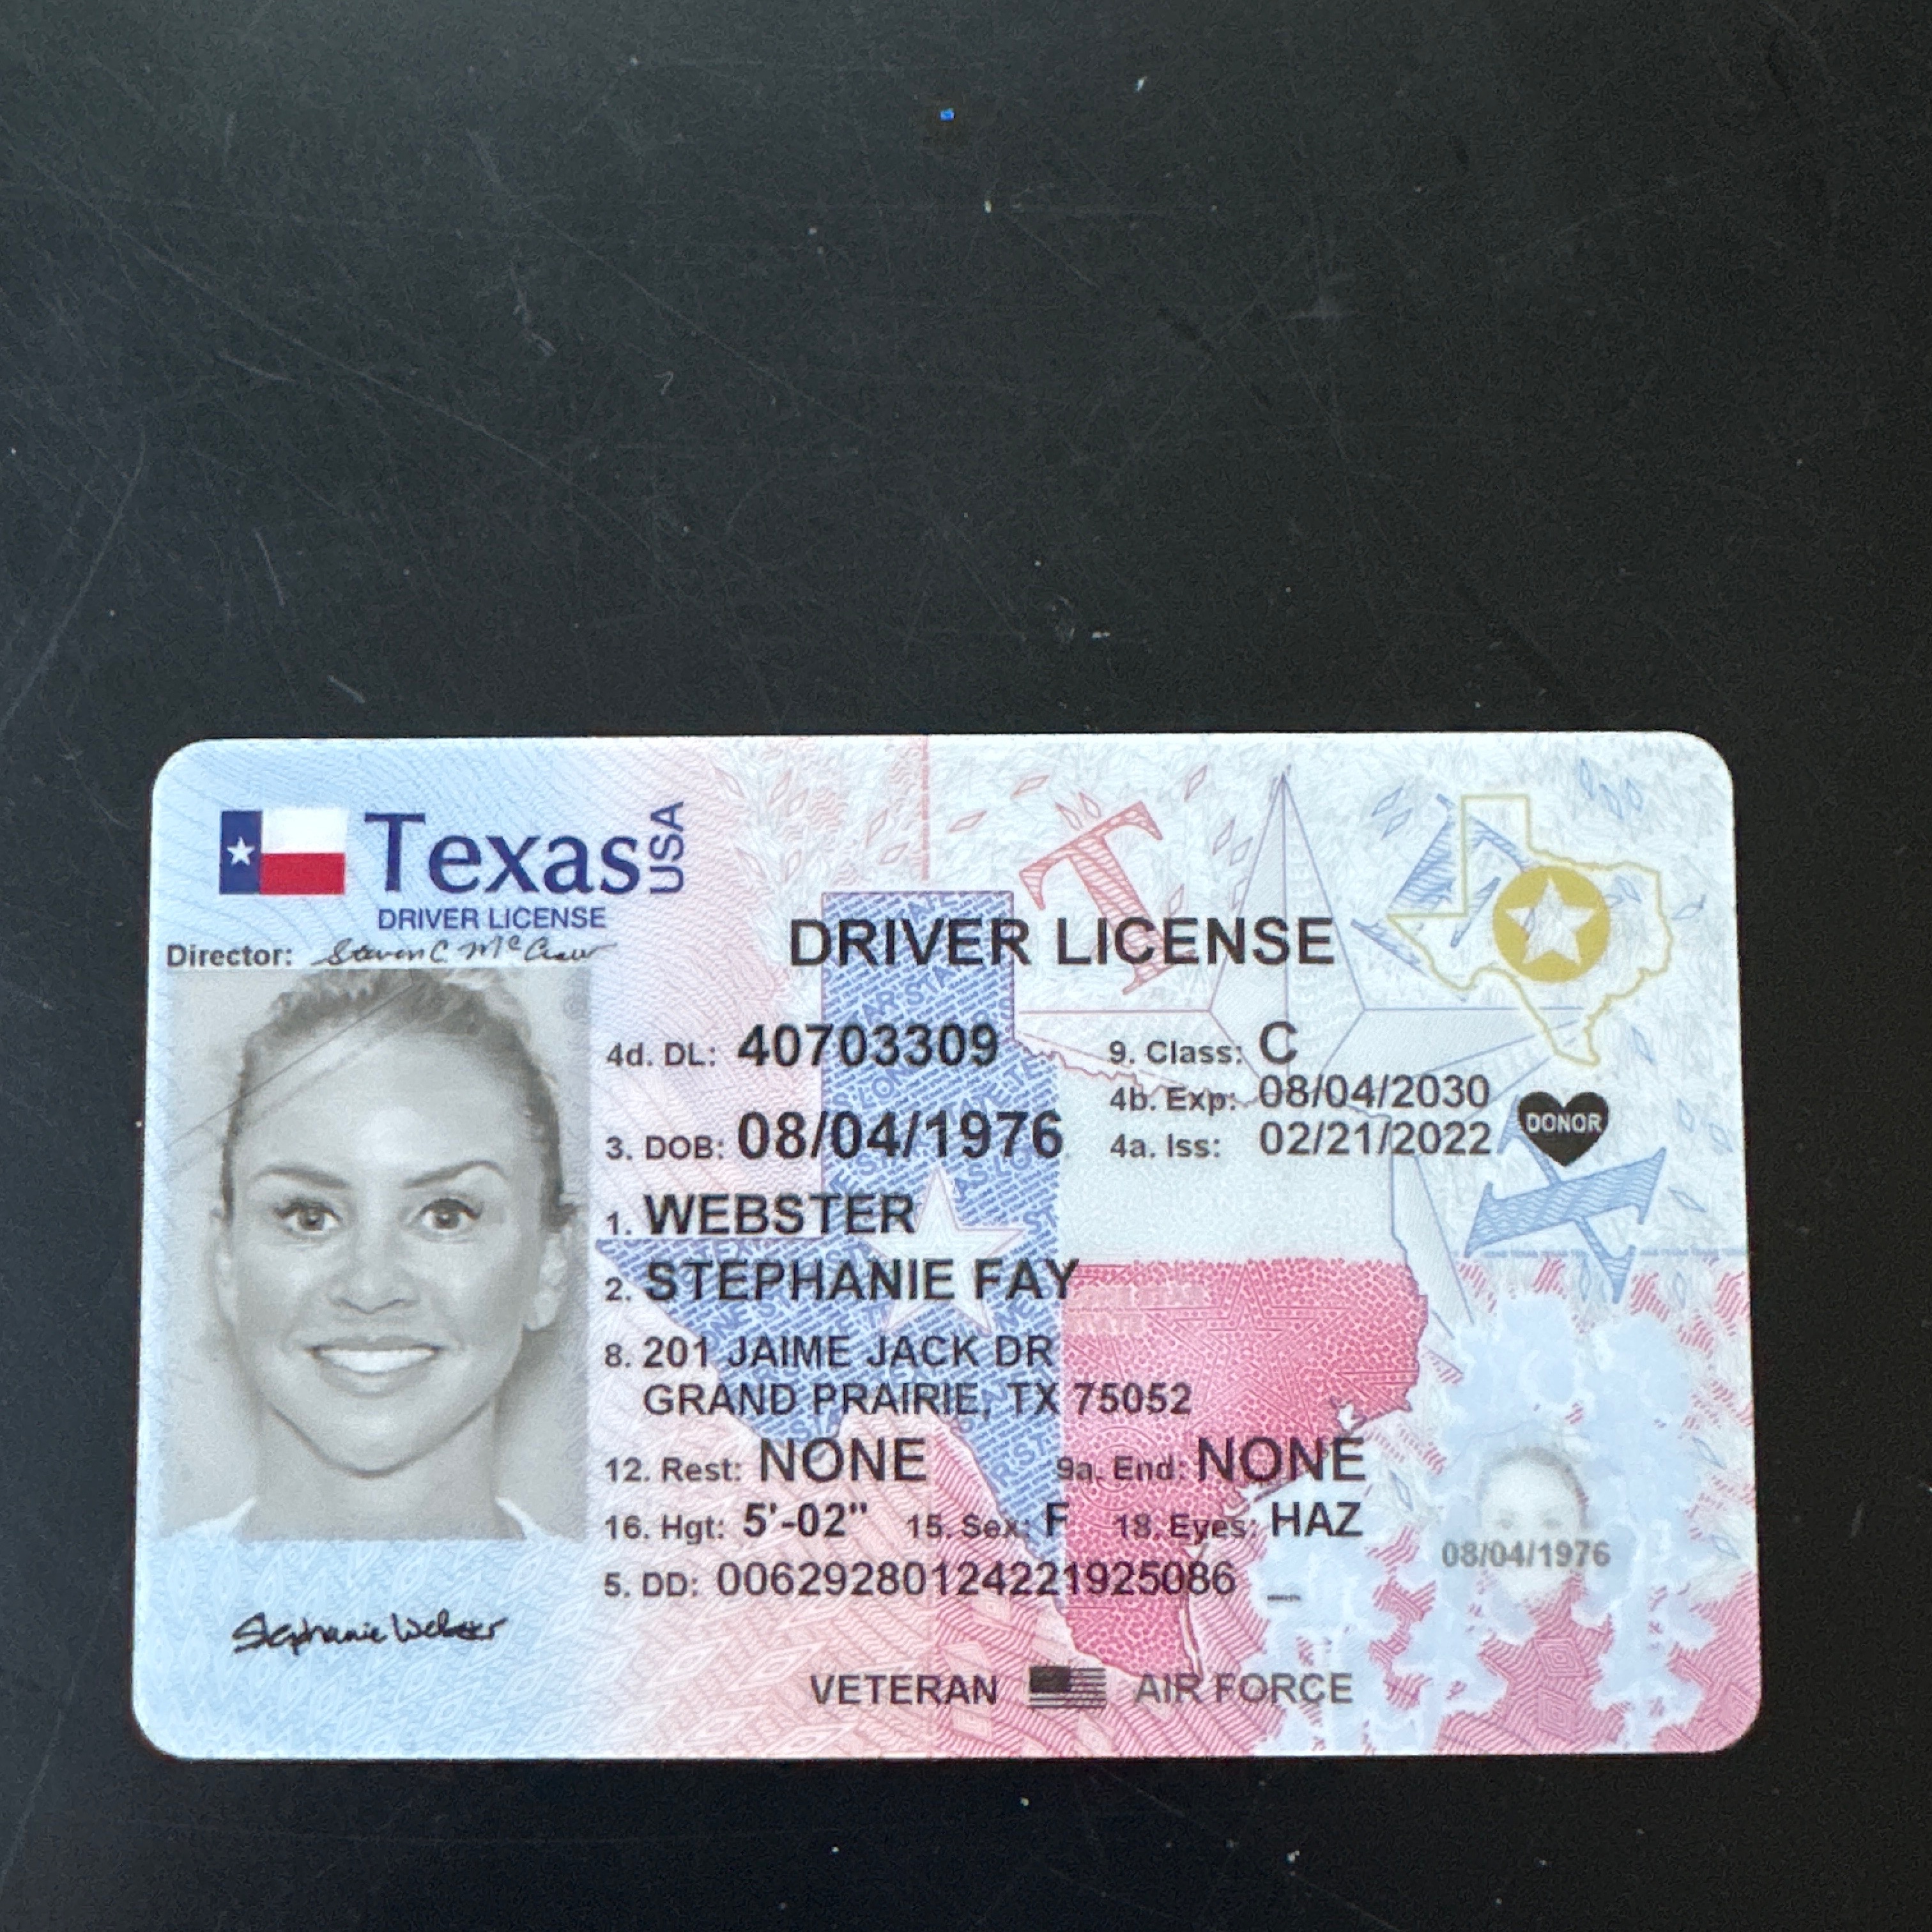 Texas USA
DRIVER LICENSE
Director: Steven C McCraw
DRIVER LICENSE
4d. DL: 40703309
9. Class: C
4b. Exp: 08/04/2030
3. DOB: 08/04/1976
4a. Iss: 02/21/2022
DONOR
1. WEBSTER
2. STEPHANIE FAY
8. 201 JAIME JACK DR
GRAND PRAIRIE, TX 75052
12. Rest: NONE
9a. End: NONE
16. Hgt: 5'-02" 15. Sex: F 18. Eyes: HAZ
5. DD: 00629280124221925086
08/04/1976
Stephanie Webster
VETERAN AIR FORCE